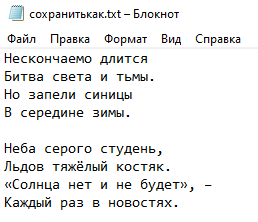 сохранитькак.txt – Блокнот
Файл Правка Формат Вид Справка
Нескончаемо длится
Битва света и тьмы.
Но запели синицы
В середине зимы.

Неба серого студень,
Льдов тяжёлый костяк.
«Солнца нет и не будет», –
Каждый раз в новостях.